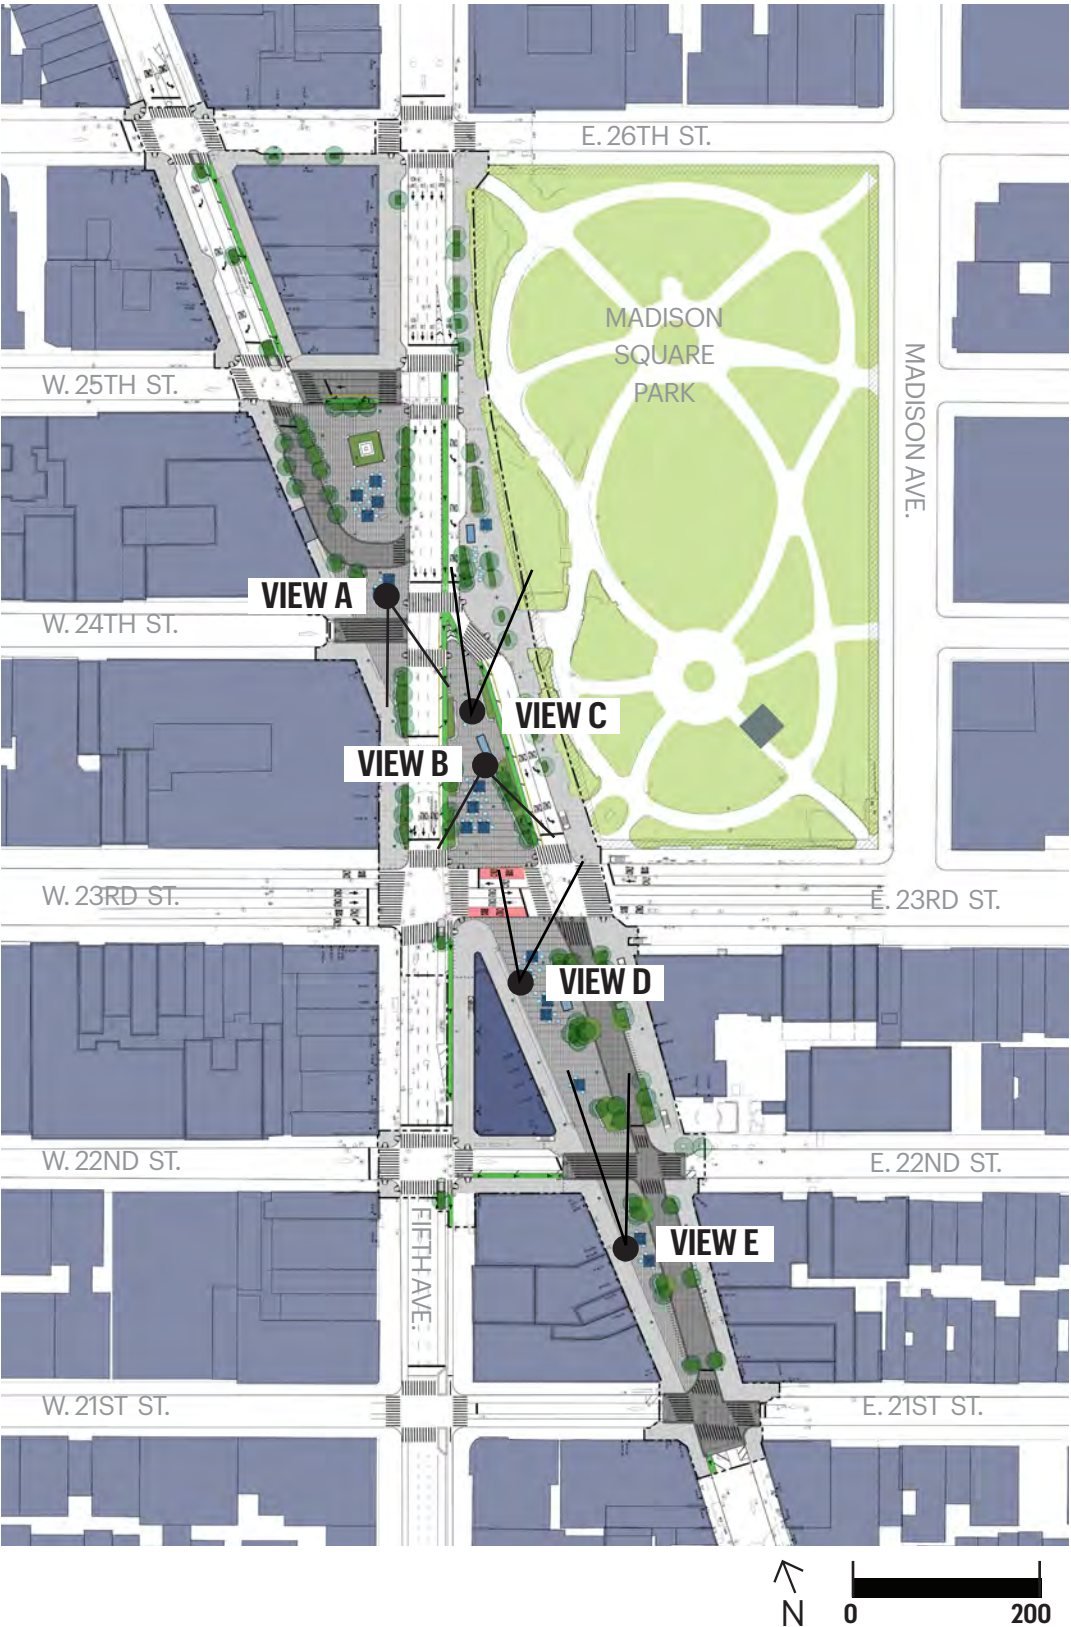 E. 26TH ST.
MADISON
SQUARE
PARK
W. 25TH ST.
MADISON AVE.
VIEW A
W. 24TH ST.
VIEW C
VIEW B
W. 23RD ST.
E. 23RD ST.
VIEW D
W. 22ND ST.
E. 22ND ST.
FIFTH AVE.
VIEW E
W. 21ST ST.
E. 21ST ST.
N
0
200